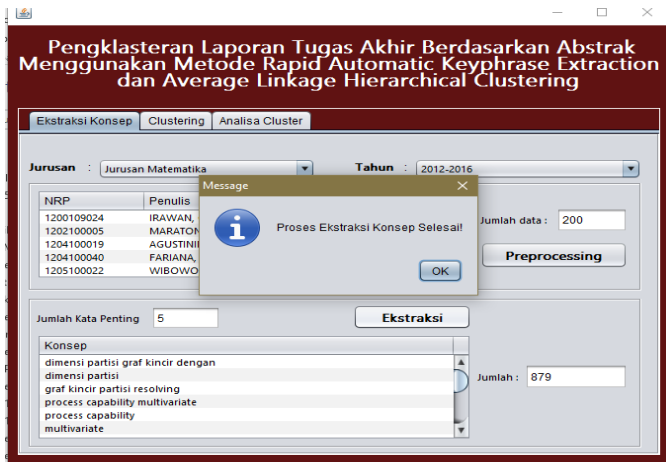 Pengklasteran Laporan Tugas Akhir Berdasarkan Abstrak
Menggunakan Metode Rapid Automatic Keyphrase Extraction
dan Average Linkage Hierarchical Clustering
Ekstraksi Konsep Clustering Analisa Cluster
Jurusan : Jurusan Matematika Tahun : 2012-2016
Message
NRP Penulis
1200109024 IRAWAN,
1202100005 MARATON
1204100019
1204100040 FARIANA,
1205100022 WIBOWO
Proses Ekstraksi Konsep Selesai!
OK
Jumlah data : 200
Preprocessing
Jumlah Kata Penting 5 Ekstraksi
Konsep
dimensi partisi graf kincir dengan
dimensi partisi
graf kincir partisi resolving
process capability multivariate
process capability
multivariate
Jumlah : 879